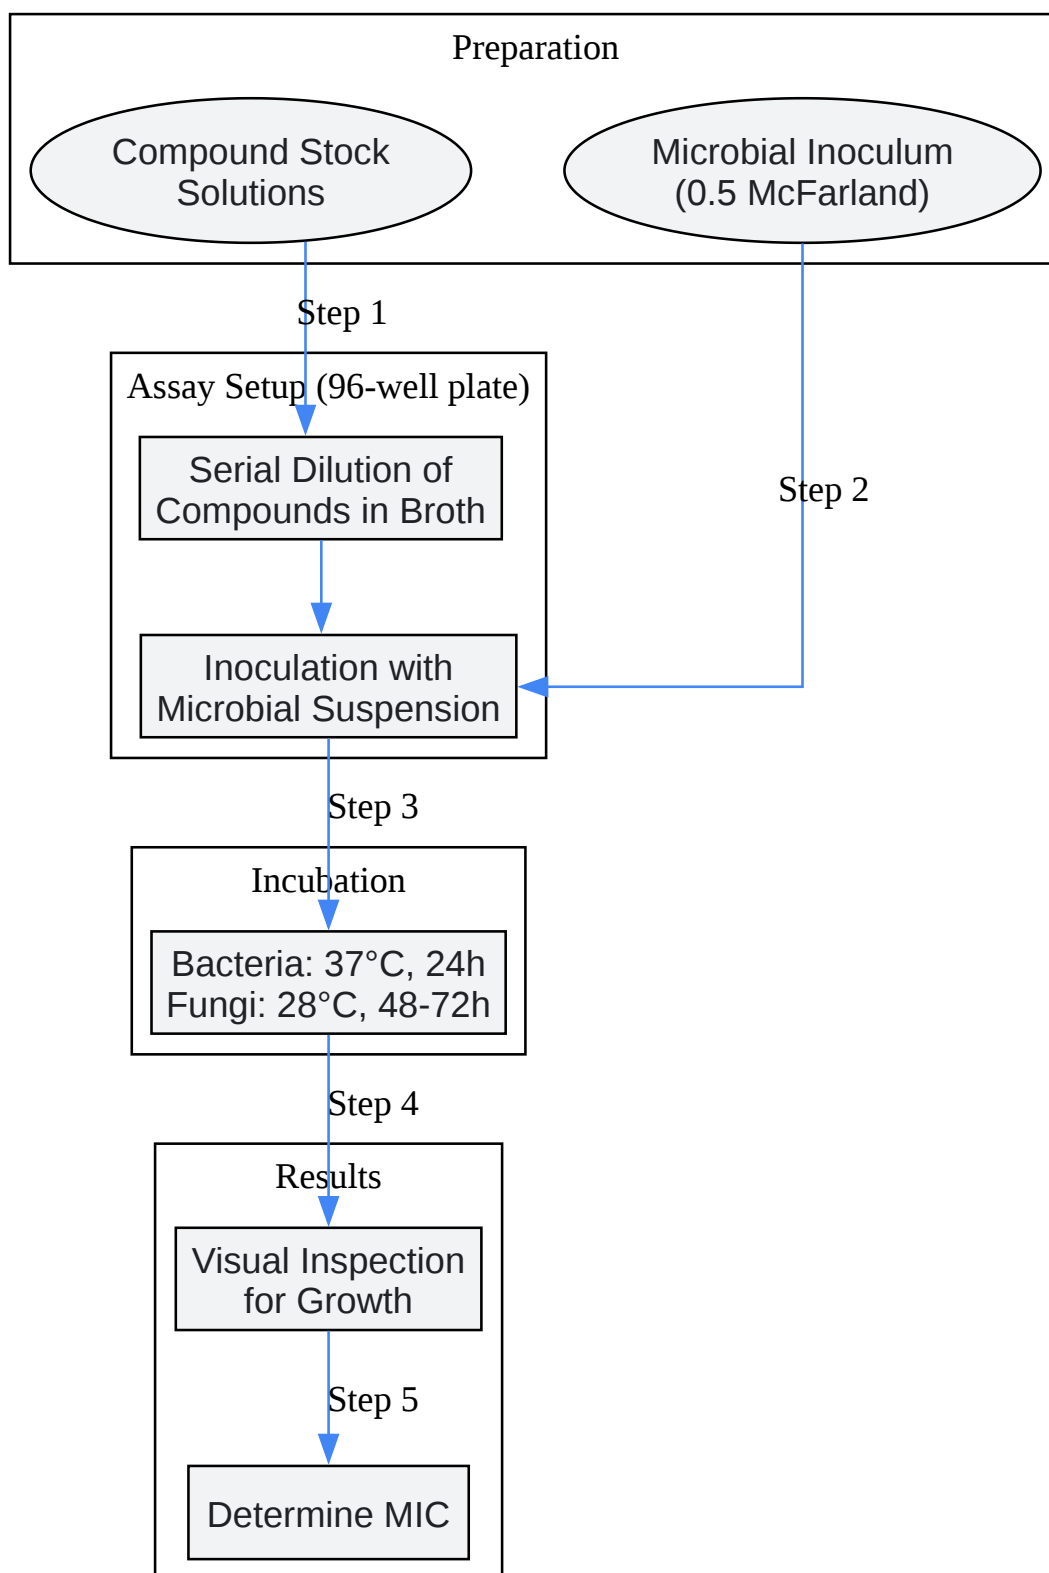 Preparation
Compound Stock
Solutions
Microbial Inoculum
(0.5 McFarland)
Step 1
Assay Setup (96-well plate)
Serial Dilution of
Compounds in Broth
Step 2
Inoculation with
Microbial Suspension
Step 3
Incubation
Bacteria: 37°C, 24h
Fungi: 28°C, 48-72h
Step 4
Results
Visual Inspection
for Growth
Step 5
Determine MIC